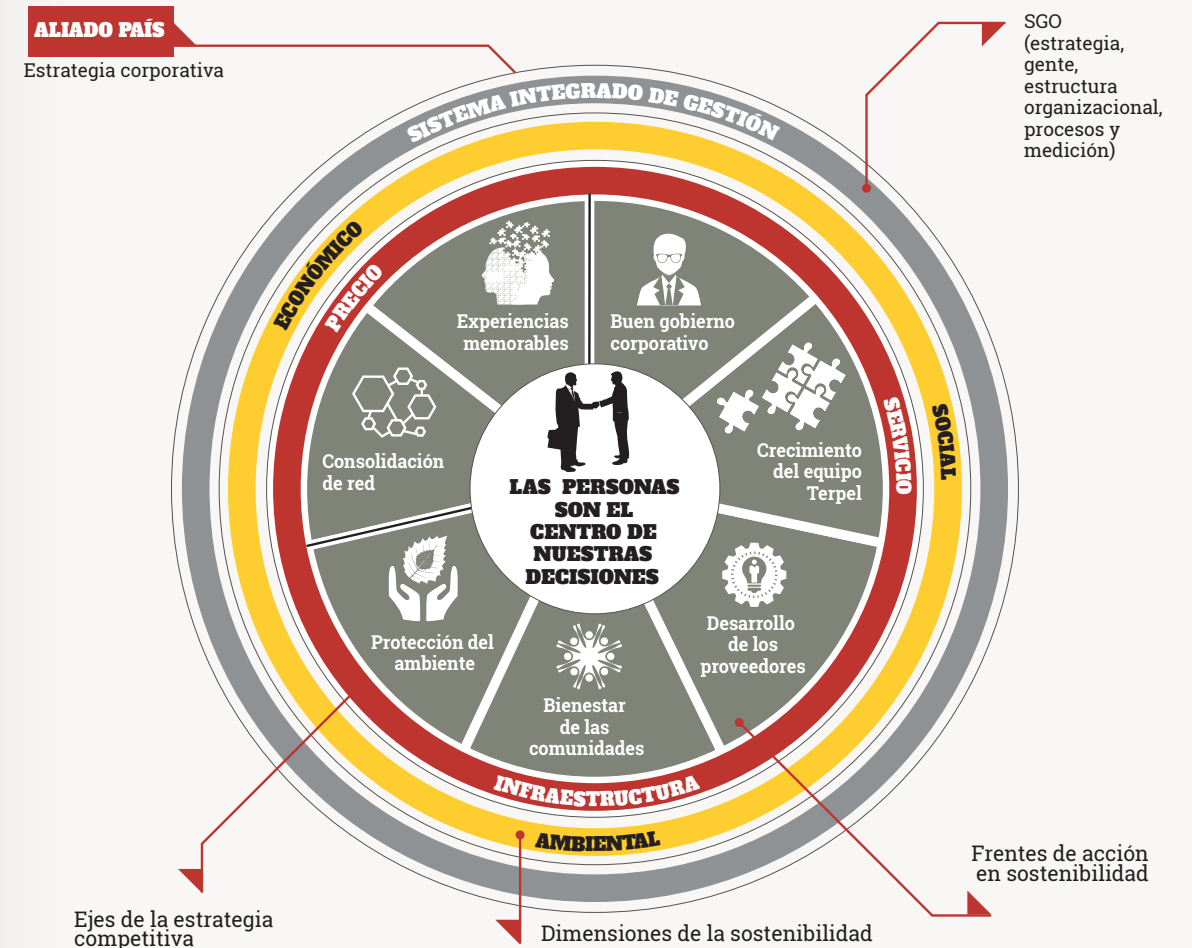 ALIADO PAÍS
Estrategia corporativa
SGO
(estrategia,
gente,
estructura
organizacional,
procesos y
medición)
SISTEMA INTEGRADO DE GESTIÓN
ECONÓMICO
PRECIO
SERVICIO
SOCIAL
Experiencias
memorables
Buen gobierno
corporativo
Consolidación
de red
Crecimiento
del equipo
Terpel
LAS PERSONAS
SON EL
CENTRO DE
NUESTRAS
DECISIONES
Protección del
ambiente
Desarrollo
de los
proveedores
Bienestar
de las
comunidades
INFRAESTRUCTURA
AMBIENTAL
Frentes de acción
en sostenibilidad
Ejes de la estrategia
competitiva
Dimensiones de la sostenibilidad